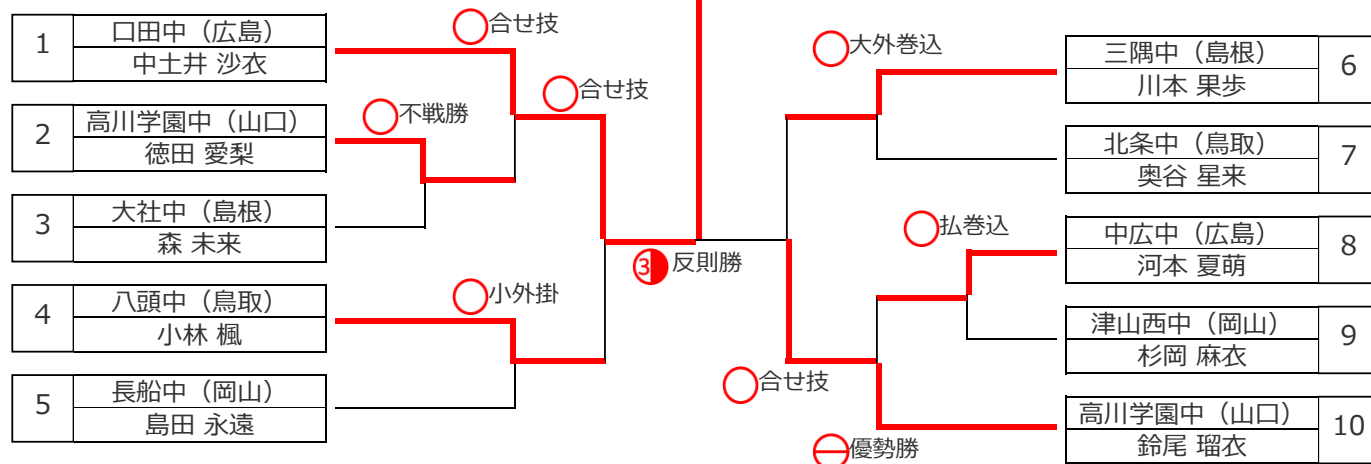 1
口田中（広島）
中土井 沙衣
2
高川学園中（山口）
徳田 愛梨
3
大社中（島根）
森 未来
4
八頭中（鳥取）
小林 楓
5
長船中（岡山）
島田 永遠
合せ技
不戦勝
合せ技
小外掛
3
反則勝
大外巻込
払巻込
合せ技
優勢勝
三隅中（島根）
川本 果歩
6
北条中（鳥取）
奥谷 星来
7
中広中（広島）
河本 夏萌
8
津山西中（岡山）
杉岡 麻衣
9
高川学園中（山口）
鈴尾 瑠衣
10